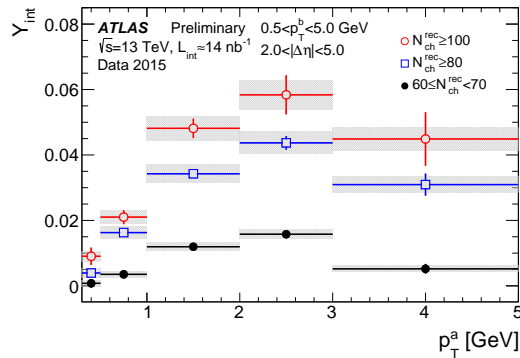 Y_int
ATLAS Preliminary 0.5<p_T^b<5.0 GeV
√s=13 TeV, L_int≈14 nb^-1 2.0<|Δη|<5.0
Data 2015
N_ch^rec≥100
N_ch^rec≥80
60≤N_ch^rec<70
0.08
0.06
0.04
0.02
0
1 2 3 4 5
p_T^a [GeV]